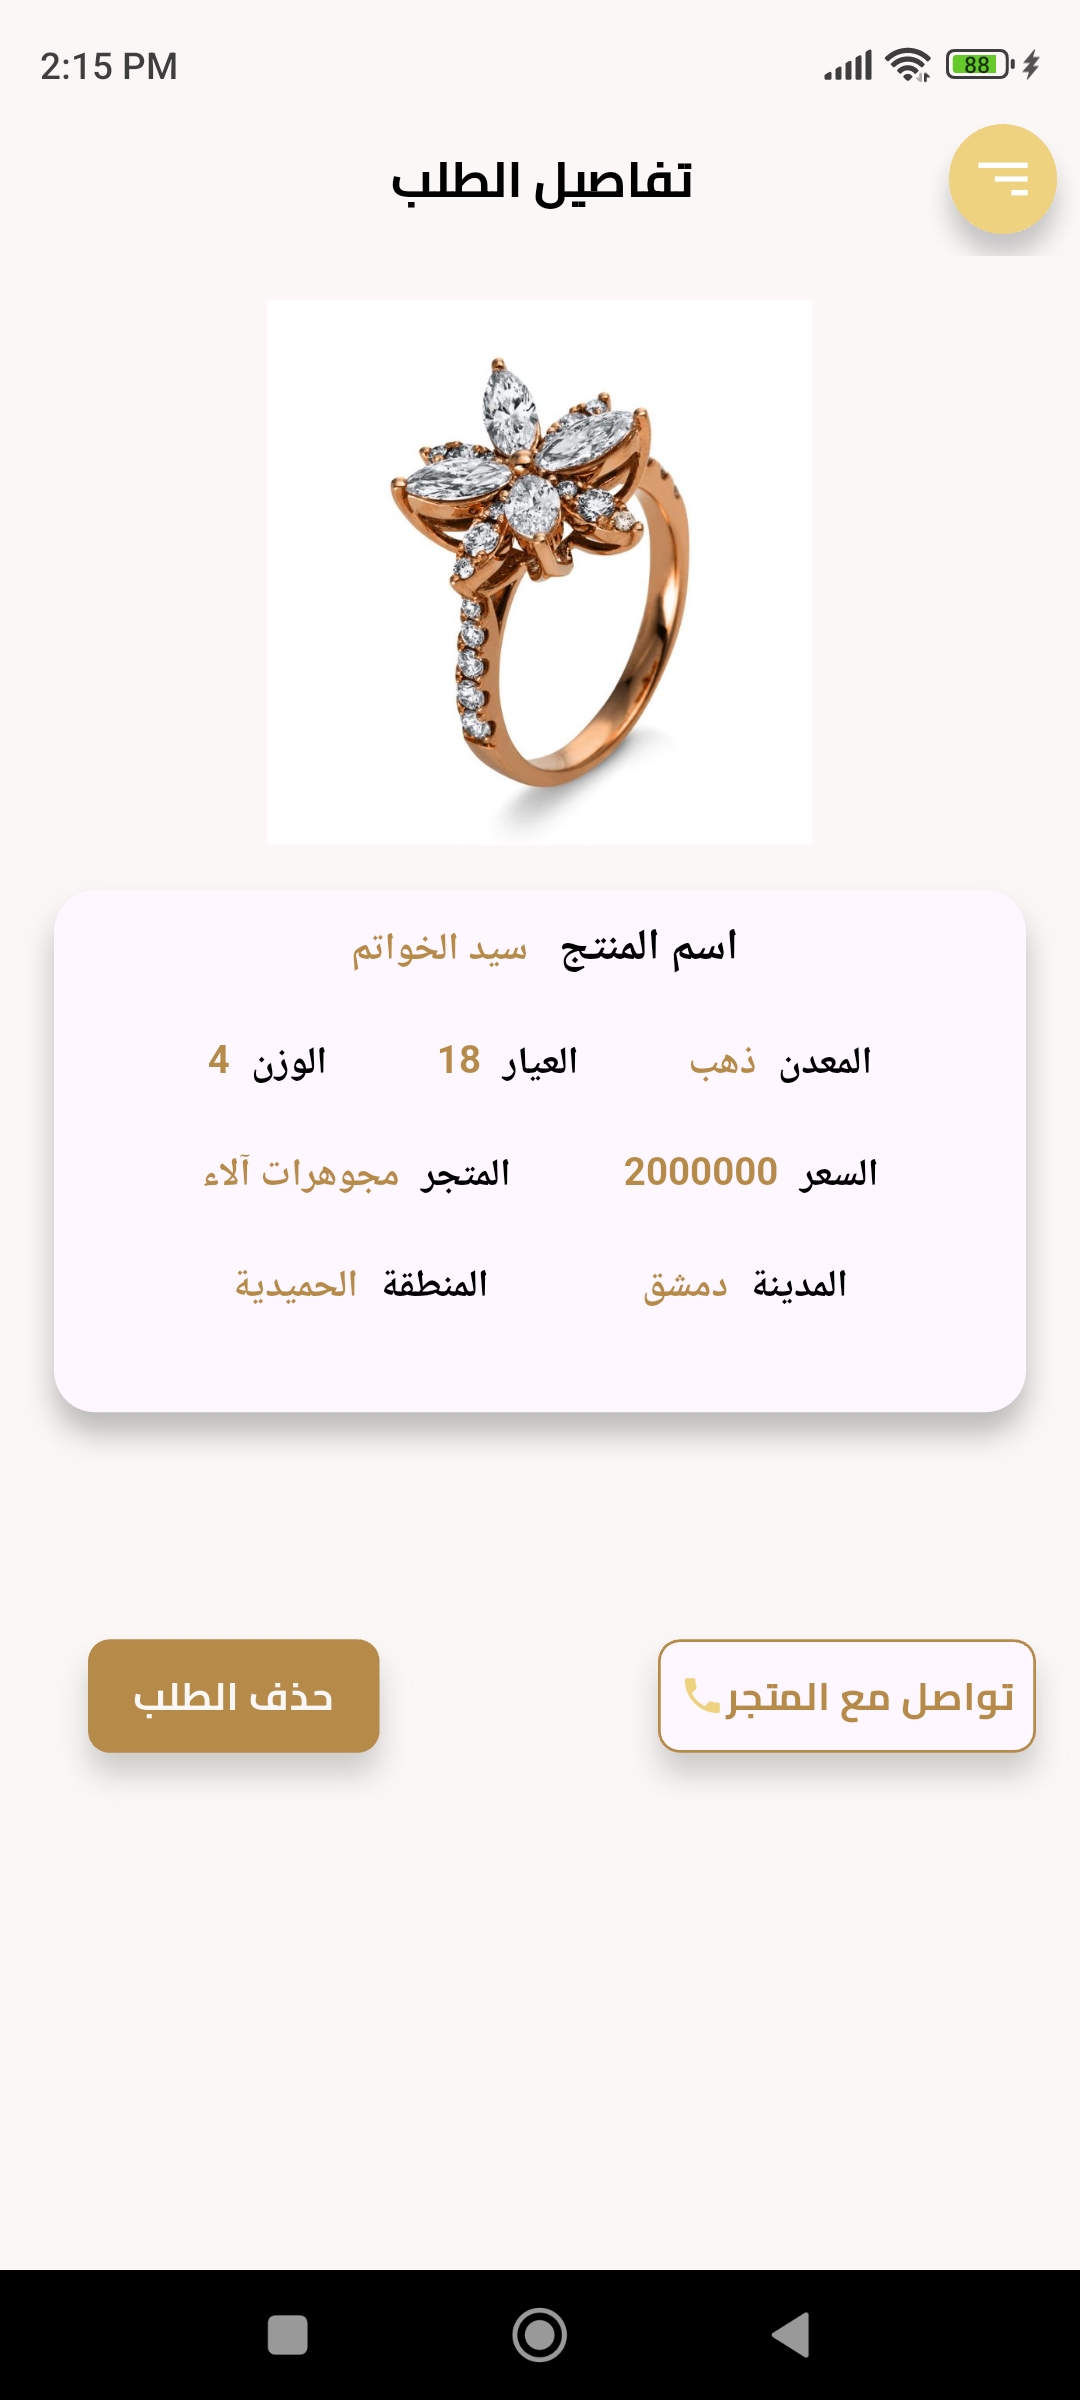 2:15 PM
88
تفاصيل الطلب
اسم المنتج سيد الخواتم
المعدن ذهب العيار 18 الوزن 4
السعر 2000000 المتجر مجوهرات آلاء
المدينة دمشق المنطقة الحميدية
تواصل مع المتجر حذف الطلب